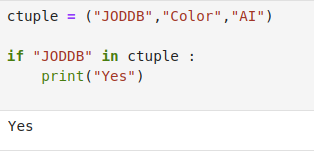 ctuple = ("JODDB","Color","AI")
if "JODDB" in ctuple :
    print("Yes")
Yes